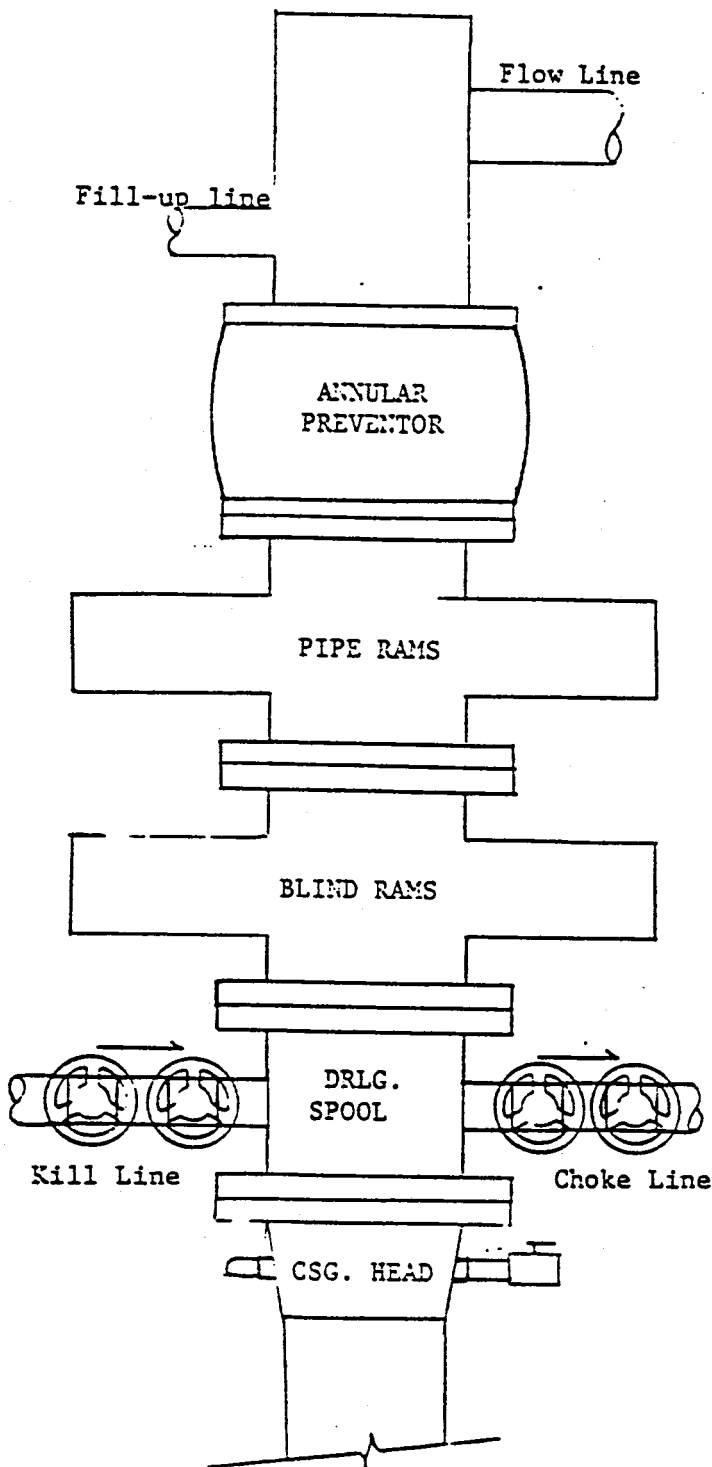 Flow Line
Fill-up line
ANNULAR
PREVENTOR
PIPE RAMS
BLIND RAMS
DRLG.
SPOOL
Kill Line
Choke Line
CSG. HEAD